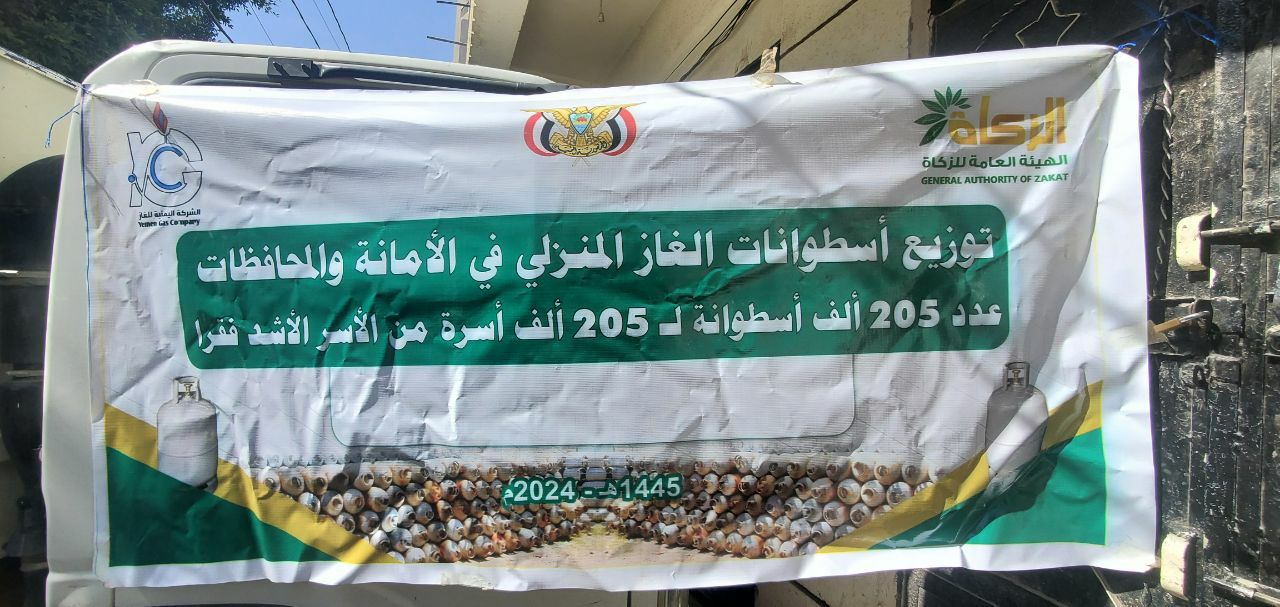 الزكاة
الهيئة العامة للزكاة
GENERAL AUTHORITY OF ZAKAT
YGC
الشركة اليمنية للغاز
Yemen Gas Company
توزيع أسطوانات الغاز المنزلي في الأمانة والمحافظات
عدد 205 ألف أسطوانة لـ 205 ألف أسرة من الأسر الأشد فقرا
1445هـ - 2024م